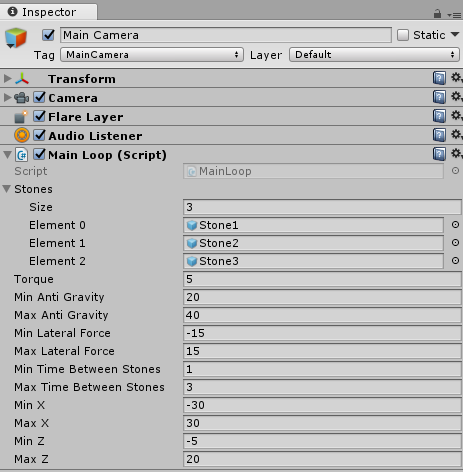 Inspector
Main Camera Static
Tag MainCamera Layer Default
Transform
Camera
Flare Layer
Audio Listener
C# Main Loop (Script)
Script MainLoop
Stones
Size 3
Element 0 Stone1
Element 1 Stone2
Element 2 Stone3
Torque 5
Min Anti Gravity 20
Max Anti Gravity 40
Min Lateral Force -15
Max Lateral Force 15
Min Time Between Stones 1
Max Time Between Stones 3
Min X -30
Max X 30
Min Z -5
Max Z 20